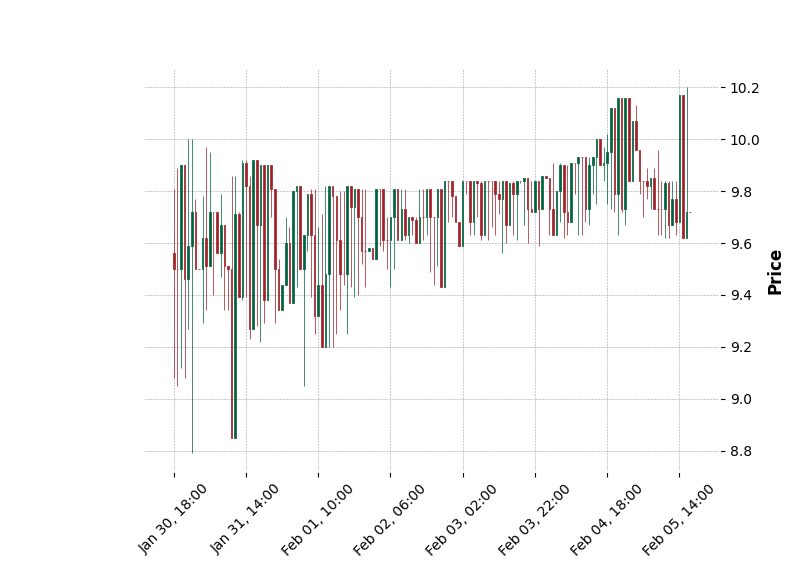 10.2
10.0
9.8
9.6
9.4
9.2
9.0
8.8
Price
Jan 30, 18:00
Jan 31, 14:00
Feb 01, 10:00
Feb 02, 06:00
Feb 03, 02:00
Feb 03, 22:00
Feb 04, 18:00
Feb 05, 14:00